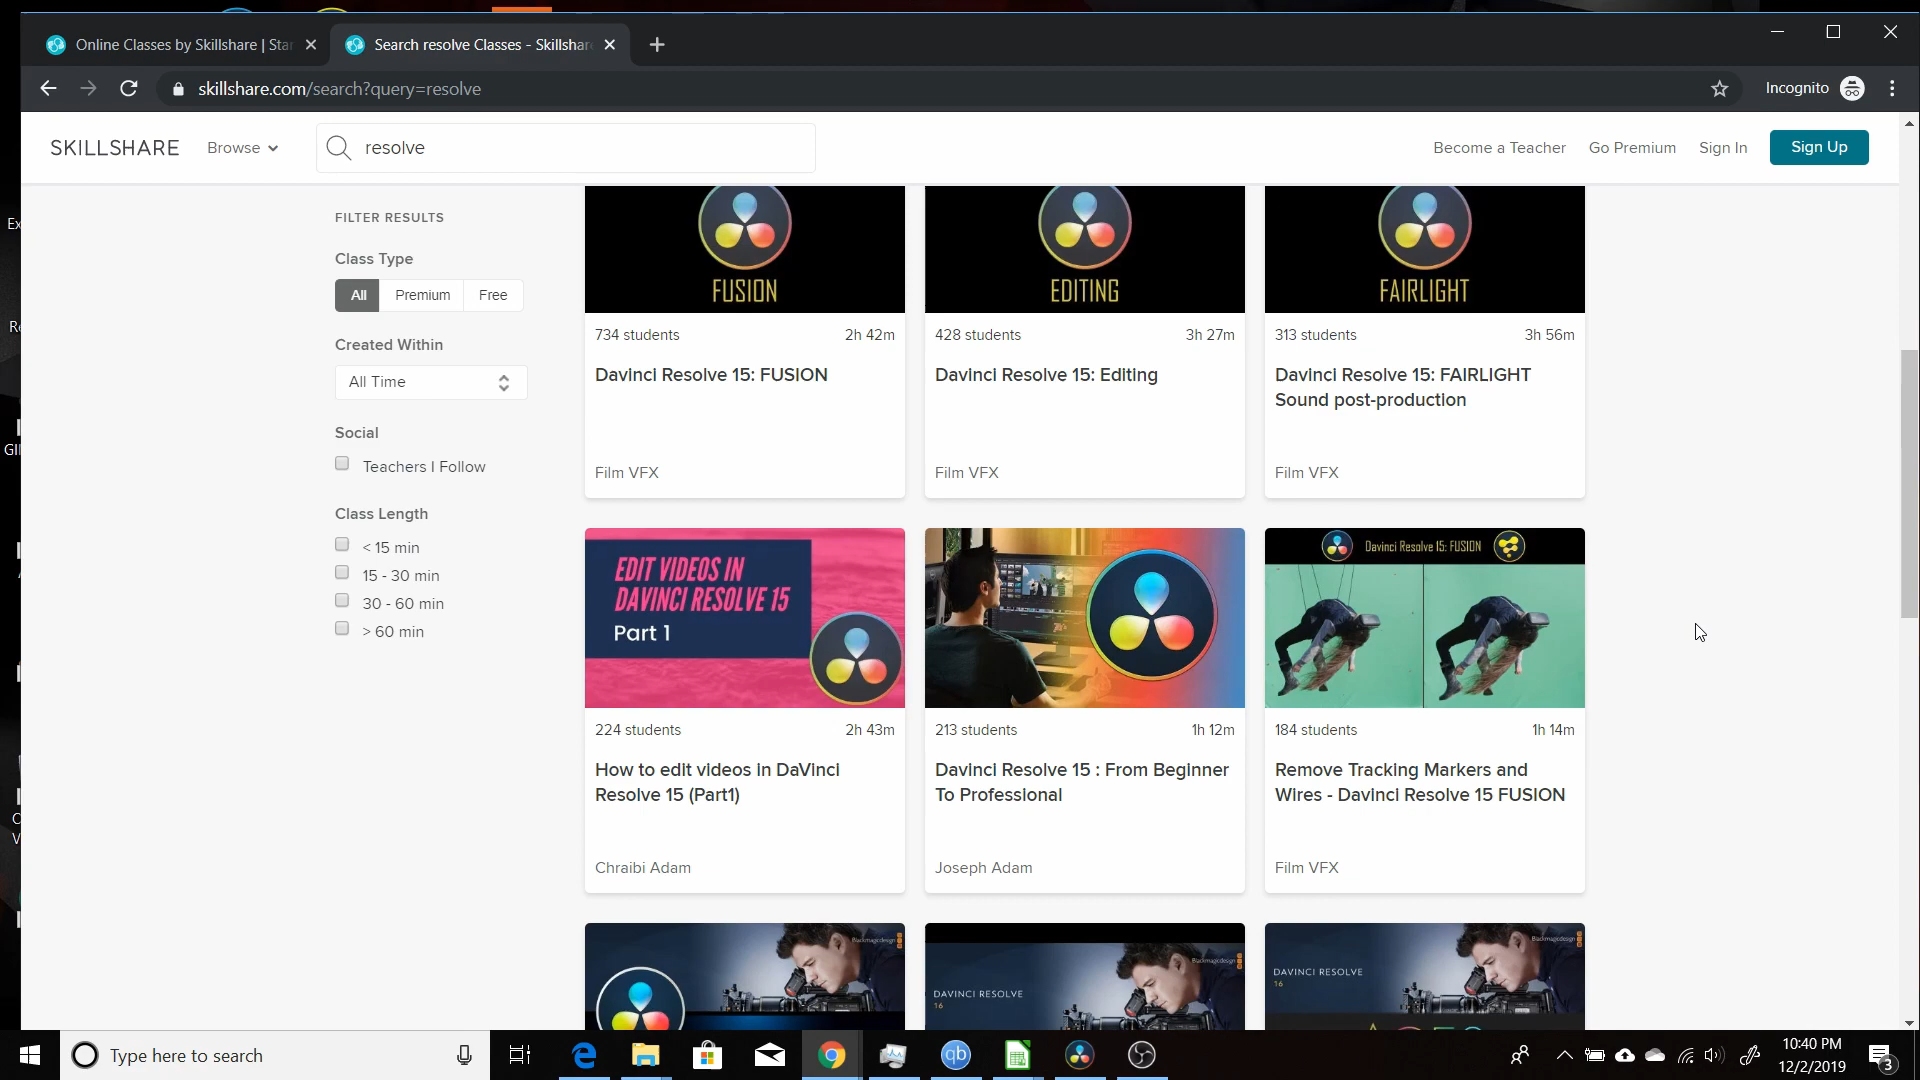 Online Classes by Skillshare | Star
Search resolve Classes - Skillshar
skillshare.com/search?query=resolve
Incognito
SKILLSHARE
Browse
resolve
Become a Teacher
Go Premium
Sign In
Sign Up
FILTER RESULTS
Class Type
All
Premium
Free
Created Within
All Time
Social
Teachers I Follow
Class Length
< 15 min
15 - 30 min
30 - 60 min
> 60 min
FUSION
734 students
2h 42m
Davinci Resolve 15: FUSION
Film VFX
EDITING
428 students
3h 27m
Davinci Resolve 15: Editing
Film VFX
FAIRLIGHT
313 students
3h 56m
Davinci Resolve 15: FAIRLIGHT
Sound post-production
Film VFX
EDIT VIDEOS IN
DAVINCI RESOLVE 15
Part 1
224 students
2h 43m
How to edit videos in DaVinci
Resolve 15 (Part1)
Chraibi Adam
213 students
1h 12m
Davinci Resolve 15 : From Beginner
To Professional
Joseph Adam
Davinci Resolve 15: FUSION
184 students
1h 14m
Remove Tracking Markers and
Wires - Davinci Resolve 15 FUSION
Film VFX
Blackmagicdesign
Blackmagicdesign
DAVINCI RESOLVE
16
Blackmagicdesign
DAVINCI RESOLVE
16
Type here to search
qb
10:40 PM
12/2/2019
3